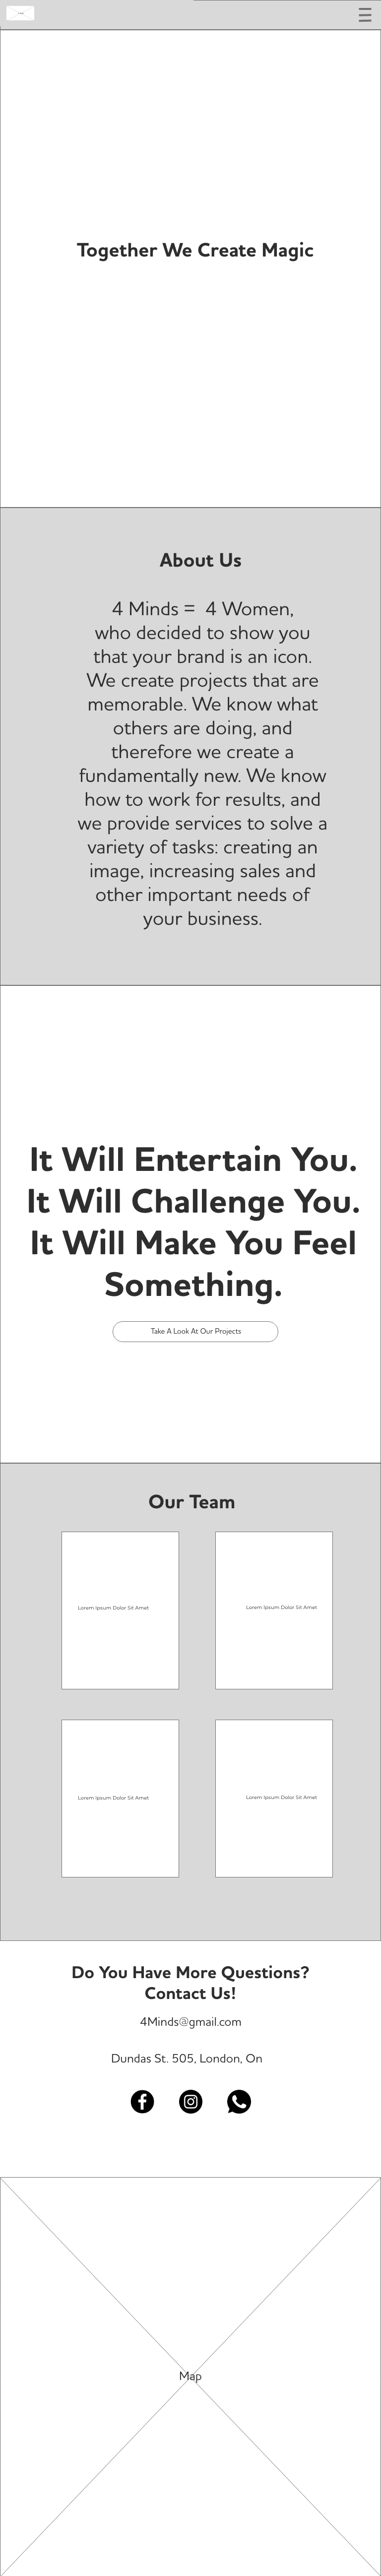 Together We Create Magic
About Us
4 Minds = 4 Women,
who decided to show you
that your brand is an icon.
We create projects that are
memorable. We know what
others are doing, and
therefore we create a
fundamentally new. We know
how to work for results, and
we provide services to solve a
variety of tasks: creating an
image, increasing sales and
other important needs of
your business.
It Will Entertain You.
It Will Challenge You.
It Will Make You Feel
Something.
Take A Look At Our Projects
Our Team
Lorem Ipsum Dolor Sit Amet
Lorem Ipsum Dolor Sit Amet
Lorem Ipsum Dolor Sit Amet
Lorem Ipsum Dolor Sit Amet
Do You Have More Questions?
Contact Us!
4Minds@gmail.com
Dundas St. 505, London, On
Map